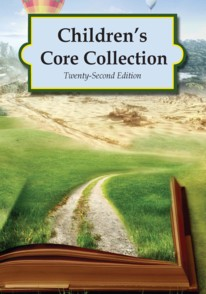 Children's
Core Collection
Twenty-Second Edition